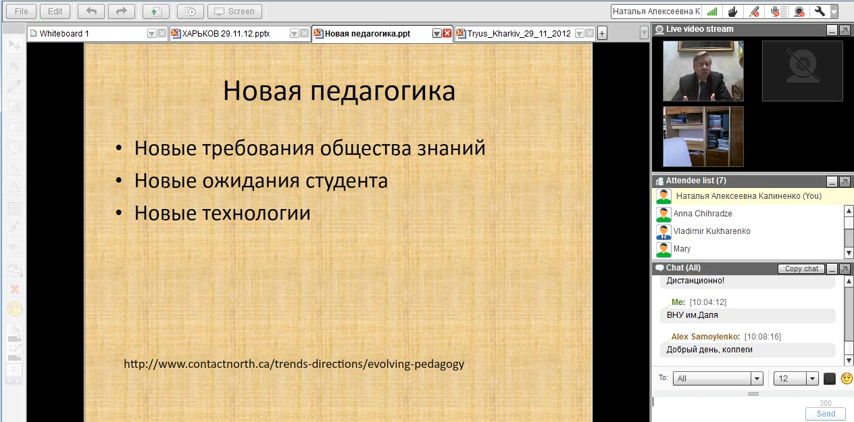 File
Edit
Screen
Наталья Алексеевна К
Whiteboard 1
ХАРЬКОВ 29.11.12.pptx
Новая педагогика.ppt
Tryus_Kharkiv_29_11_2012
Новая педагогика
• Новые требования общества знаний
• Новые ожидания студента
• Новые технологии
http://www.contactnorth.ca/trends-directions/evolving-pedagogy
Live video stream
Attendee list (7)
Наталья Алексеевна Калиненко (You)
Anna Chihradze
Vladimir Kukharenko
Mary
Chat (All)
Copy chat
Дистанционно!
Me: [10:04:12]
ВНУ им.Даля
Alex Samoylenko: [10:08:16]
Добрый день, коллеги
To: All 12
300
Send